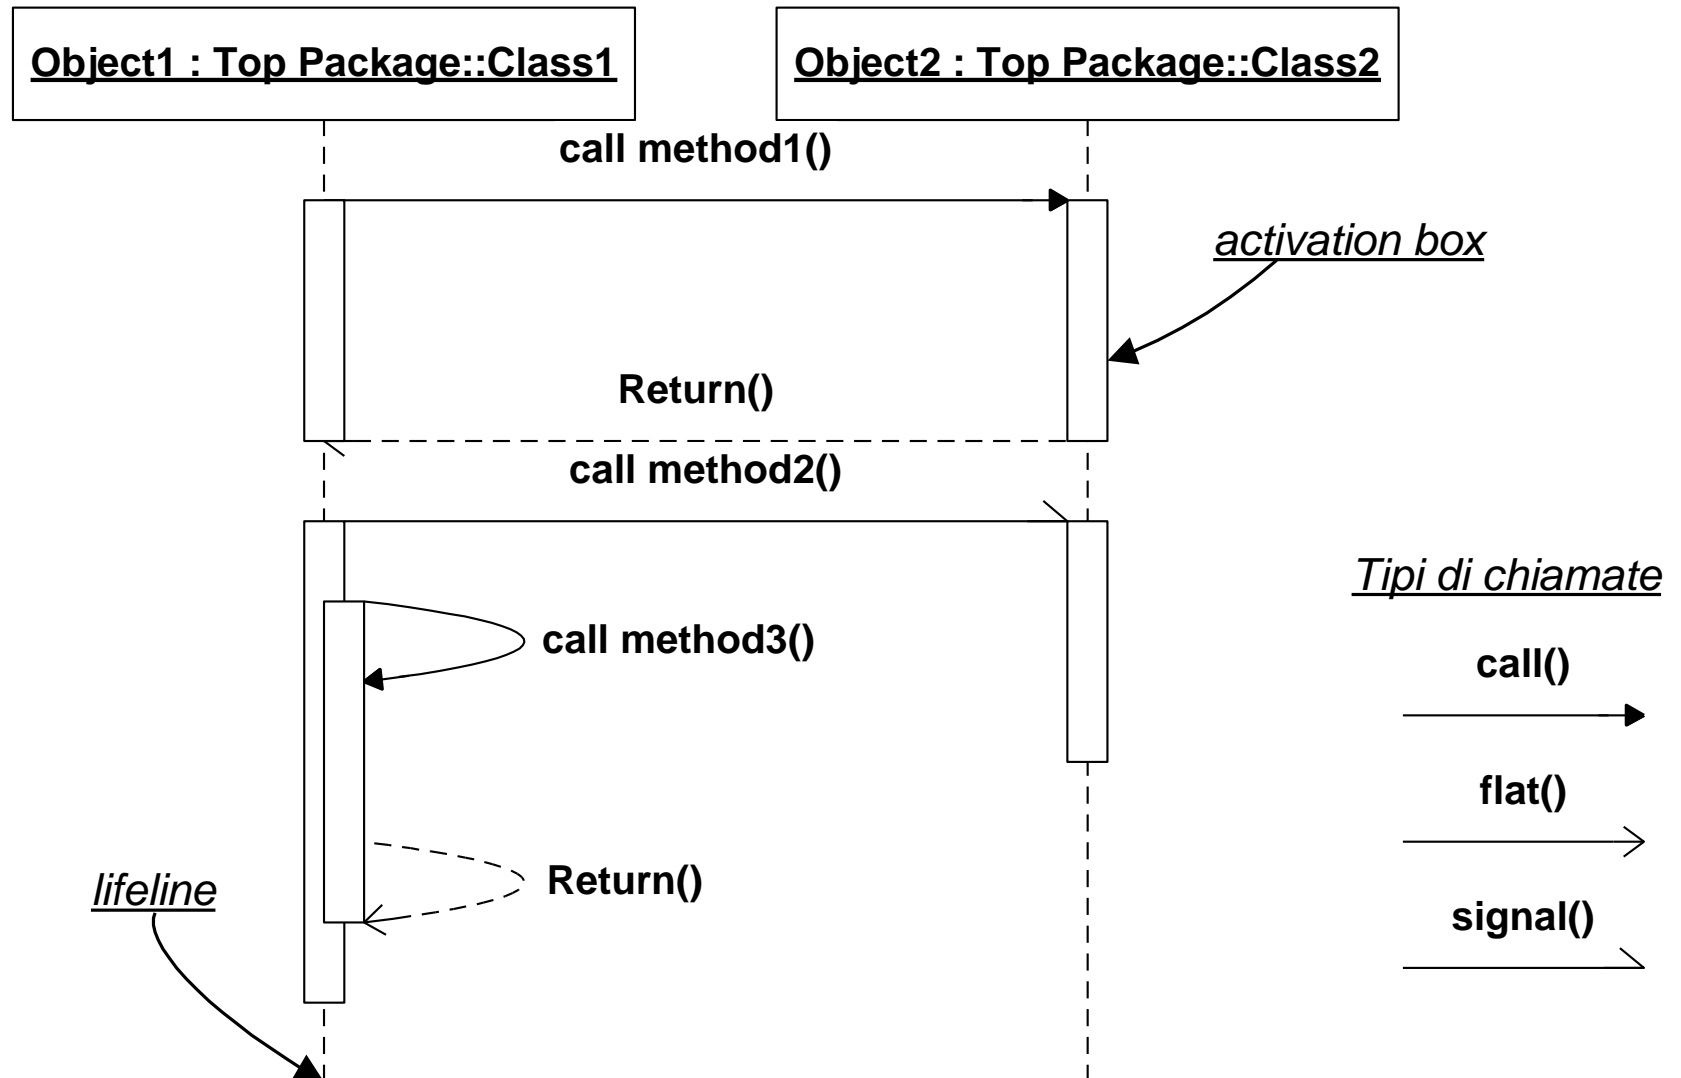 Object1 : Top Package::Class1
Object2 : Top Package::Class2
call method1()
activation box
Return()
call method2()
Tipi di chiamate
call method3()
call()
flat()
Return()
lifeline
signal()